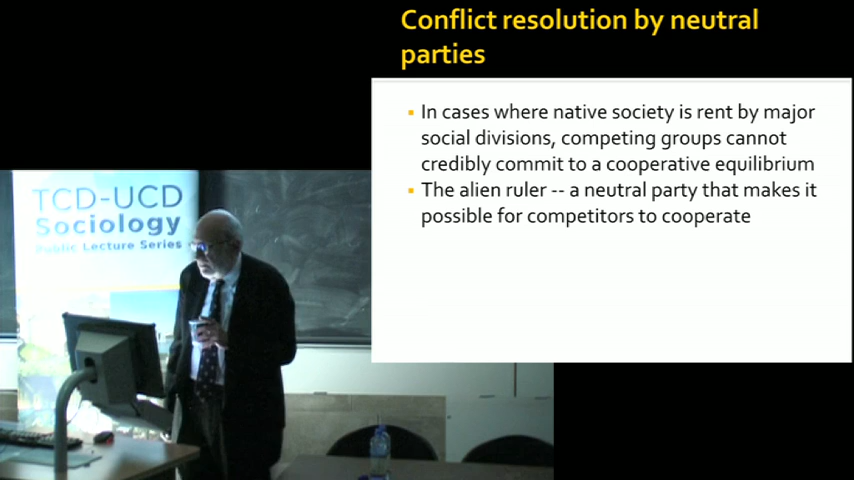 Conflict resolution by neutral
parties
In cases where native society is rent by major
social divisions, competing groups cannot
credibly commit to a cooperative equilibrium
The alien ruler -- a neutral party that makes it
possible for competitors to cooperate
TCD-UCD
Sociology
Public Lecture Series